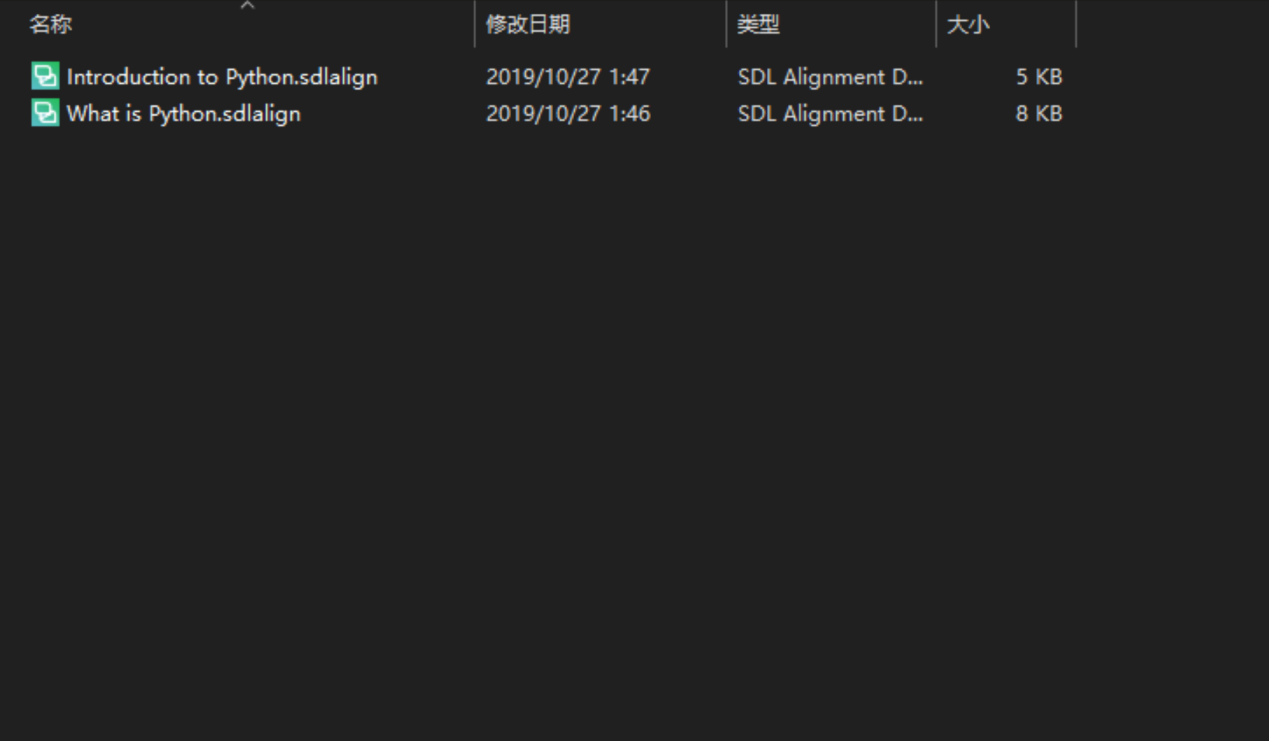 名称 修改日期 类型 大小
Introduction to Python.sdlalign 2019/10/27 1:47 SDL Alignment D... 5 KB
What is Python.sdlalign 2019/10/27 1:46 SDL Alignment D... 8 KB